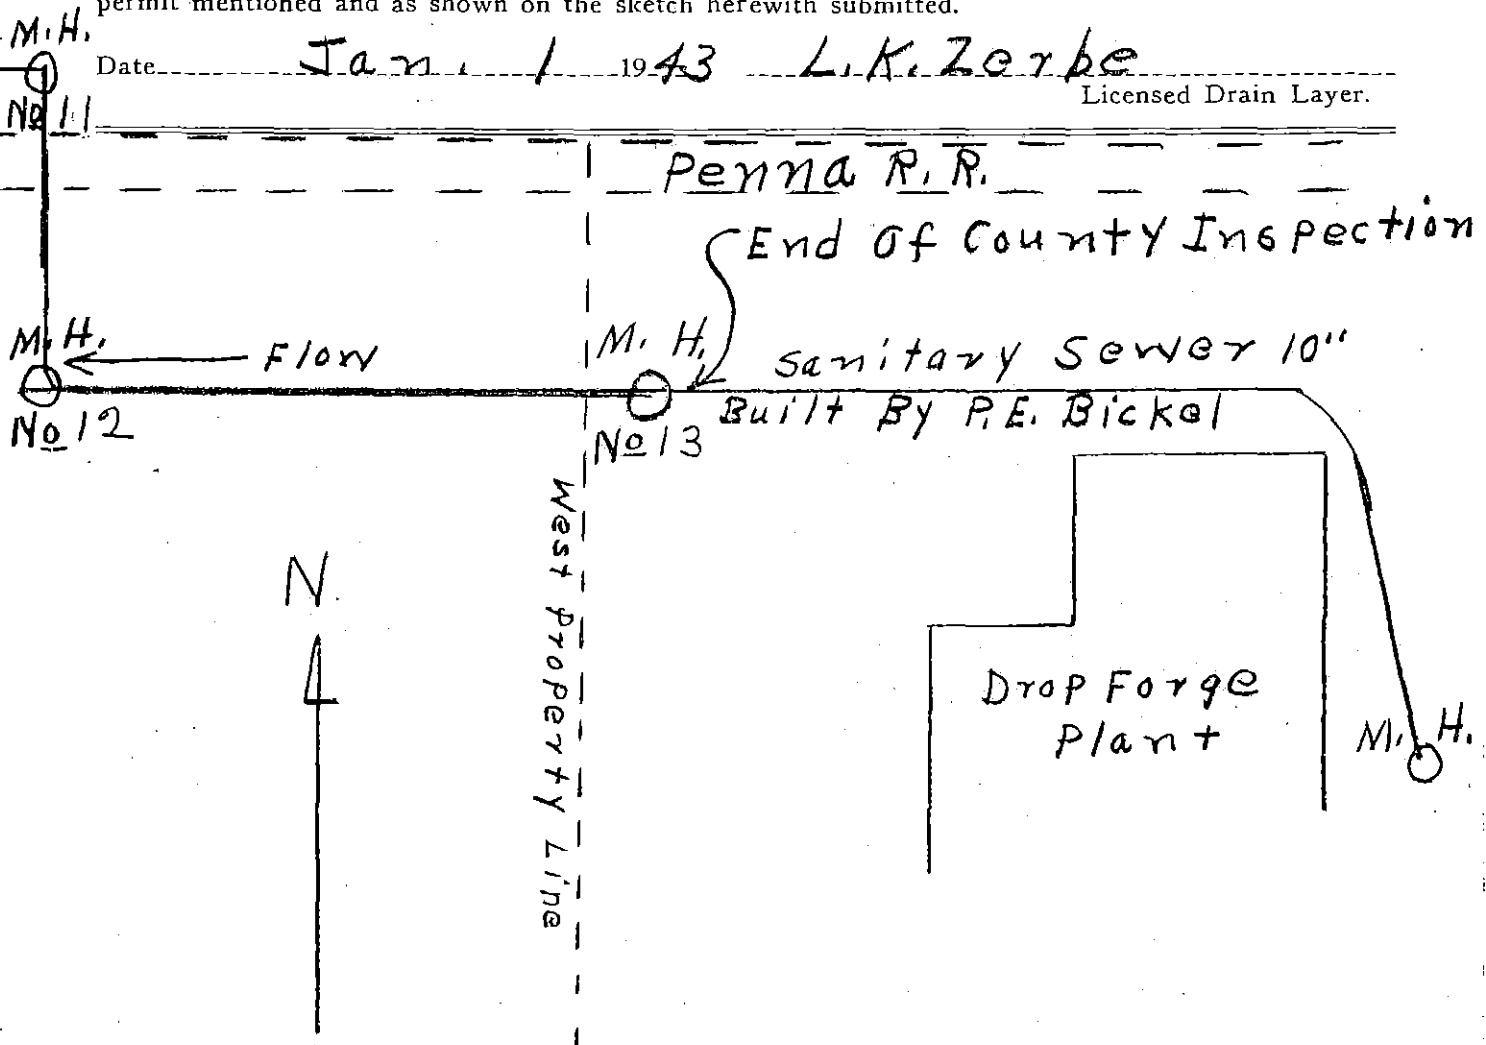 permit mentioned and as shown on the sketch herewith submitted.
M.H.
Date Jan. 1 1943 L.K. Zerbe
Licensed Drain Layer.
No 11
Penna R.R.
End Of County Inspection
M.H.
Flow
M. H.
Sanitary Sewer 10"
Built By P.E. Bickel
No 12
No 13
West Property Line
N.
Drop Forge
Plant
M. H.